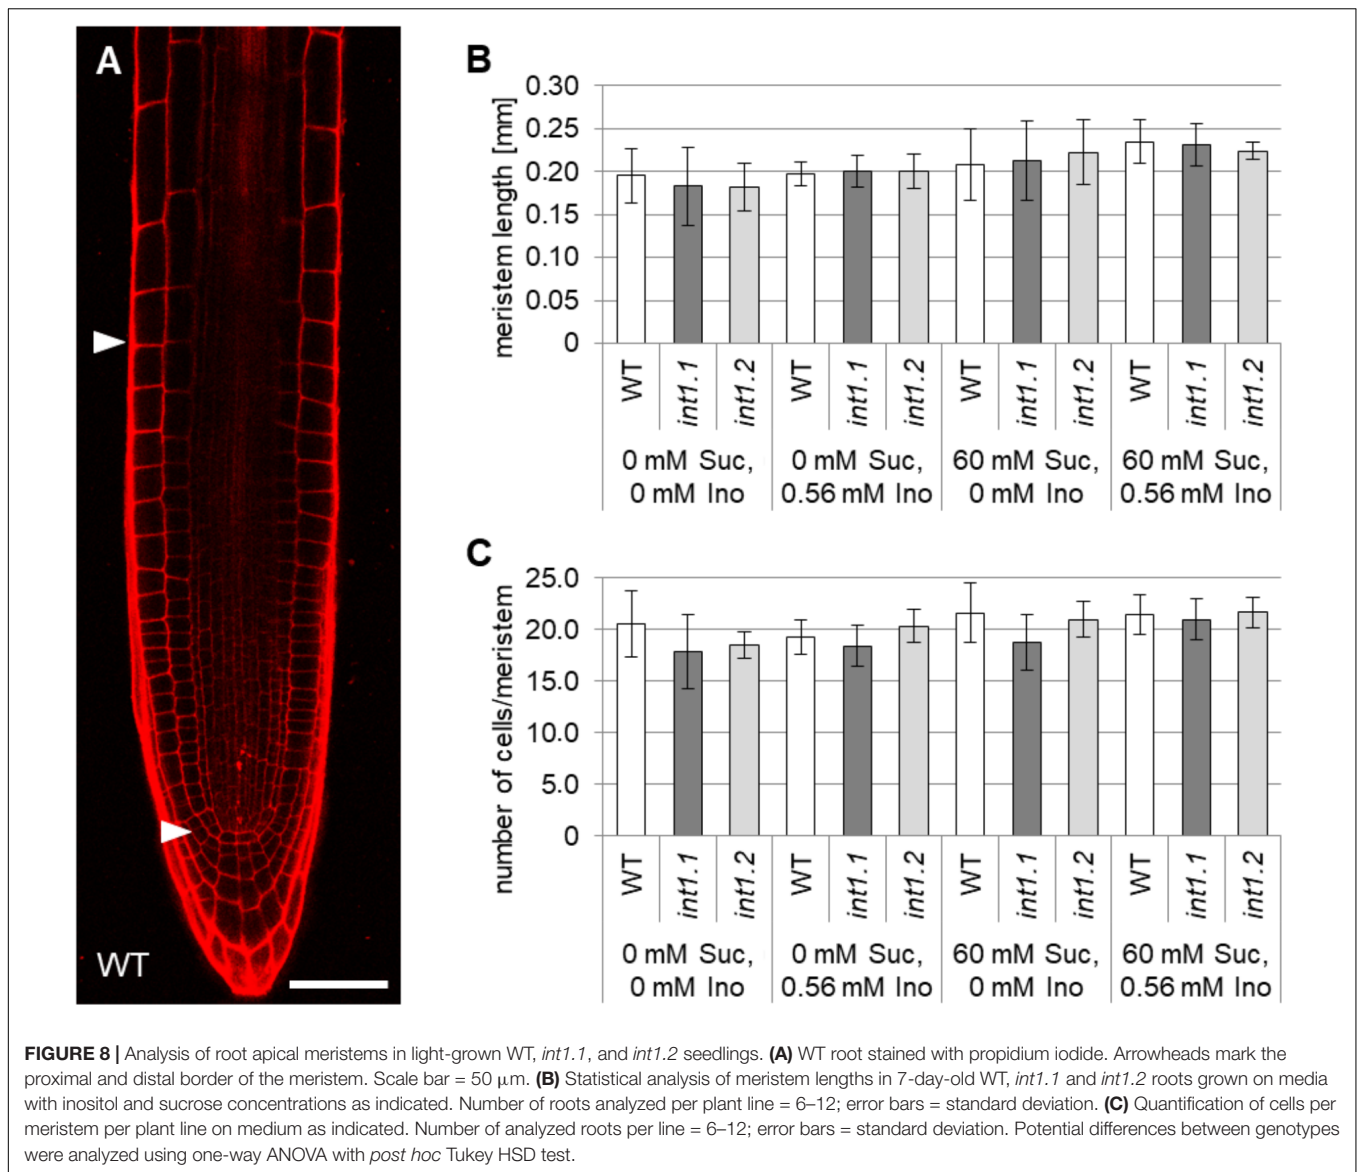 A
WT
B
meristem length [mm]
0.30
0.25
0.20
0.15
0.10
0.05
0
WT int1.1 int1.2 WT int1.1 int1.2 WT int1.1 int1.2 WT int1.1 int1.2
0 mM Suc, 0 mM Suc, 60 mM Suc, 60 mM Suc,
0 mM Ino 0.56 mM Ino 0 mM Ino 0.56 mM Ino
C
number of cells/meristem
25.0
20.0
15.0
10.0
5.0
0
WT int1.1 int1.2 WT int1.1 int1.2 WT int1.1 int1.2 WT int1.1 int1.2
0 mM Suc, 0 mM Suc, 60 mM Suc, 60 mM Suc,
0 mM Ino 0.56 mM Ino 0 mM Ino 0.56 mM Ino
FIGURE 8 | Analysis of root apical meristems in light-grown WT, int1.1, and int1.2 seedlings. (A) WT root stained with propidium iodide. Arrowheads mark the
proximal and distal border of the meristem. Scale bar = 50 μm. (B) Statistical analysis of meristem lengths in 7-day-old WT, int1.1 and int1.2 roots grown on media
with inositol and sucrose concentrations as indicated. Number of roots analyzed per plant line = 6–12; error bars = standard deviation. (C) Quantification of cells per
meristem per plant line on medium as indicated. Number of analyzed roots per line = 6–12; error bars = standard deviation. Potential differences between genotypes
were analyzed using one-way ANOVA with post hoc Tukey HSD test.